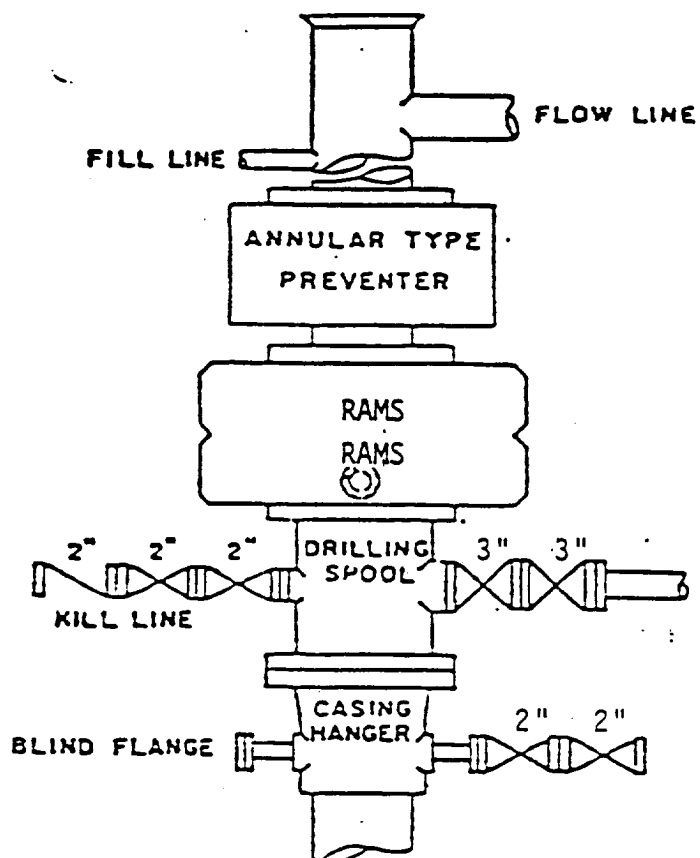 FLOW LINE
FILL LINE
ANNULAR TYPE
PREVENTER
RAMS
RAMS
2" 2" 2"
DRILLING
SPOOL
3" 3"
KILL LINE
CASING
HANGER
2" 2"
BLIND FLANGE